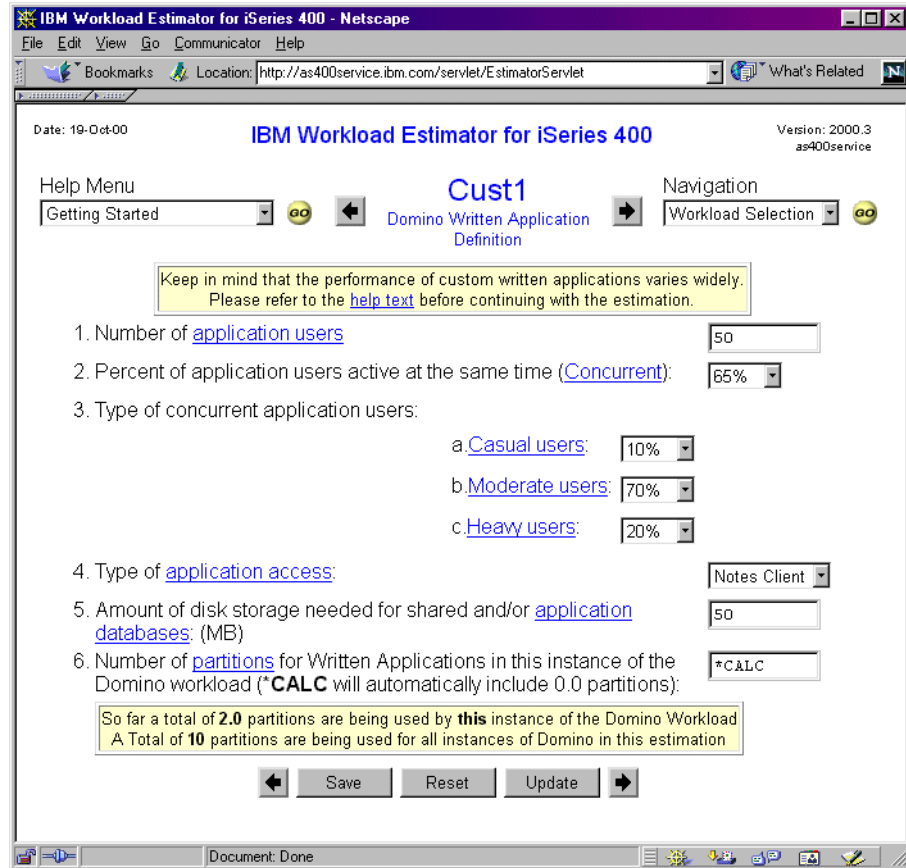 IBM Workload Estimator for iSeries 400 - Netscape
File Edit View Go Communicator Help
Bookmarks Location: http://as400service.ibm.com/servlet/EstimatorServlet What's Related
Date: 19-Oct-00 IBM Workload Estimator for iSeries 400 Version: 2000.3
as400service
Help Menu Cust1 Navigation
Getting Started GO Domino Written Application Workload Selection GO
Definition
Keep in mind that the performance of custom written applications varies widely.
Please refer to the help text before continuing with the estimation.
1. Number of application users 50
2. Percent of application users active at the same time (Concurrent): 65%
3. Type of concurrent application users:
a.Casual users: 10%
b.Moderate users: 70%
c.Heavy users: 20%
4. Type of application access: Notes Client
5. Amount of disk storage needed for shared and/or application 50
databases: (MB)
6. Number of partitions for Written Applications in this instance of the *CALC
Domino workload (*CALC will automatically include 0.0 partitions):
So far a total of 2.0 partitions are being used by this instance of the Domino Workload
A Total of 10 partitions are being used for all instances of Domino in this estimation
Save Reset Update
Document: Done